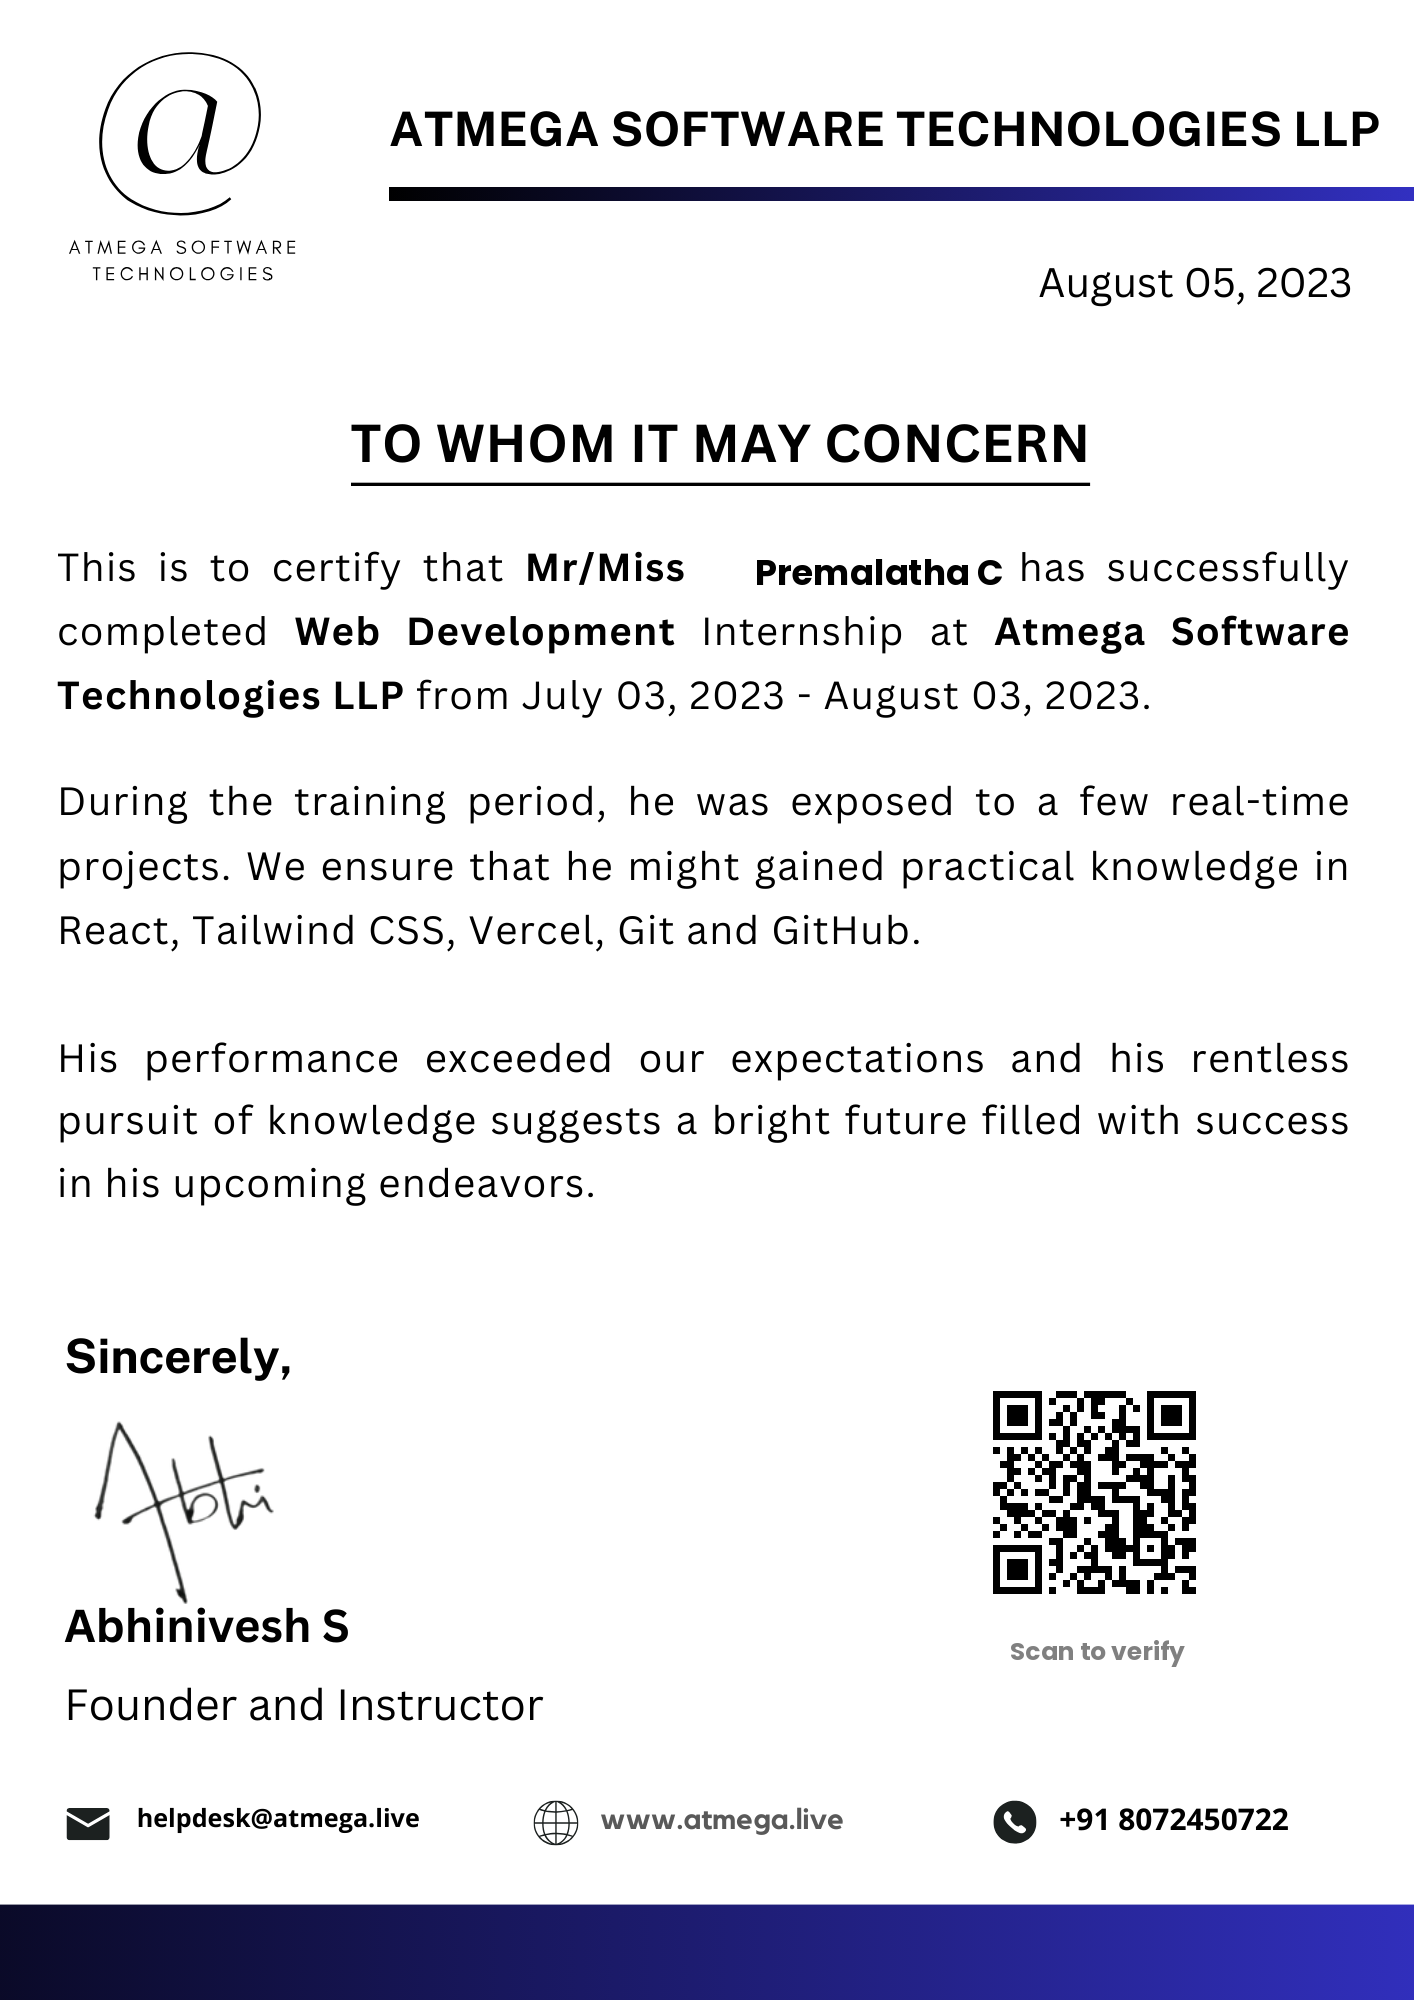 ATMEGA SOFTWARE
TECHNOLOGIES
ATMEGA SOFTWARE TECHNOLOGIES LLP
August 05, 2023
TO WHOM IT MAY CONCERN
This is to certify that Mr/Miss Premalatha C has successfully
completed Web Development Internship at Atmega Software
Technologies LLP from July 03, 2023 - August 03, 2023.
During the training period, he was exposed to a few real-time
projects. We ensure that he might gained practical knowledge in
React, Tailwind CSS, Vercel, Git and GitHub.
His performance exceeded our expectations and his rentless
pursuit of knowledge suggests a bright future filled with success
in his upcoming endeavors.
Sincerely,
Abhi
Abhinivesh S
Founder and Instructor
Scan to verify
helpdesk@atmega.live
www.atmega.live
+91 8072450722